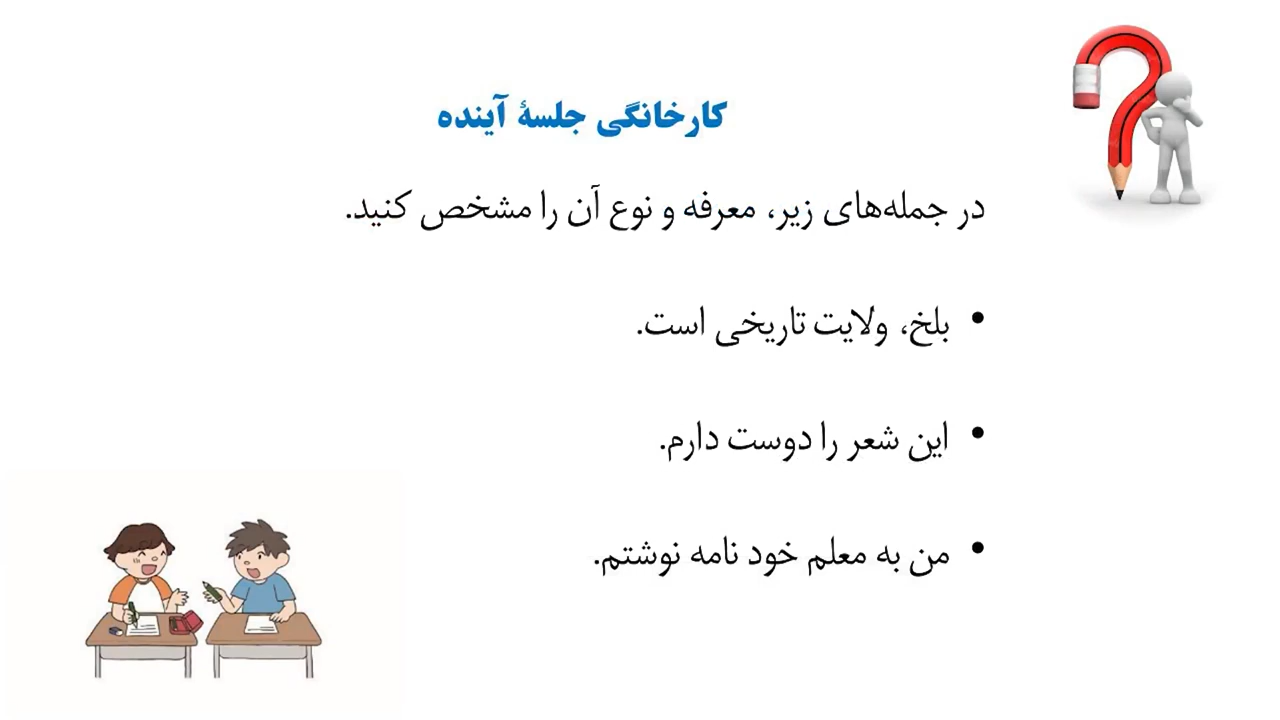 کارخانگی جلسهٔ آینده
در جمله‌های زیر، معرفه و نوع آن را مشخص کنید.
• بلخ، ولایت تاریخی است.
• این شعر را دوست دارم.
• من به معلم خود نامه نوشتم.